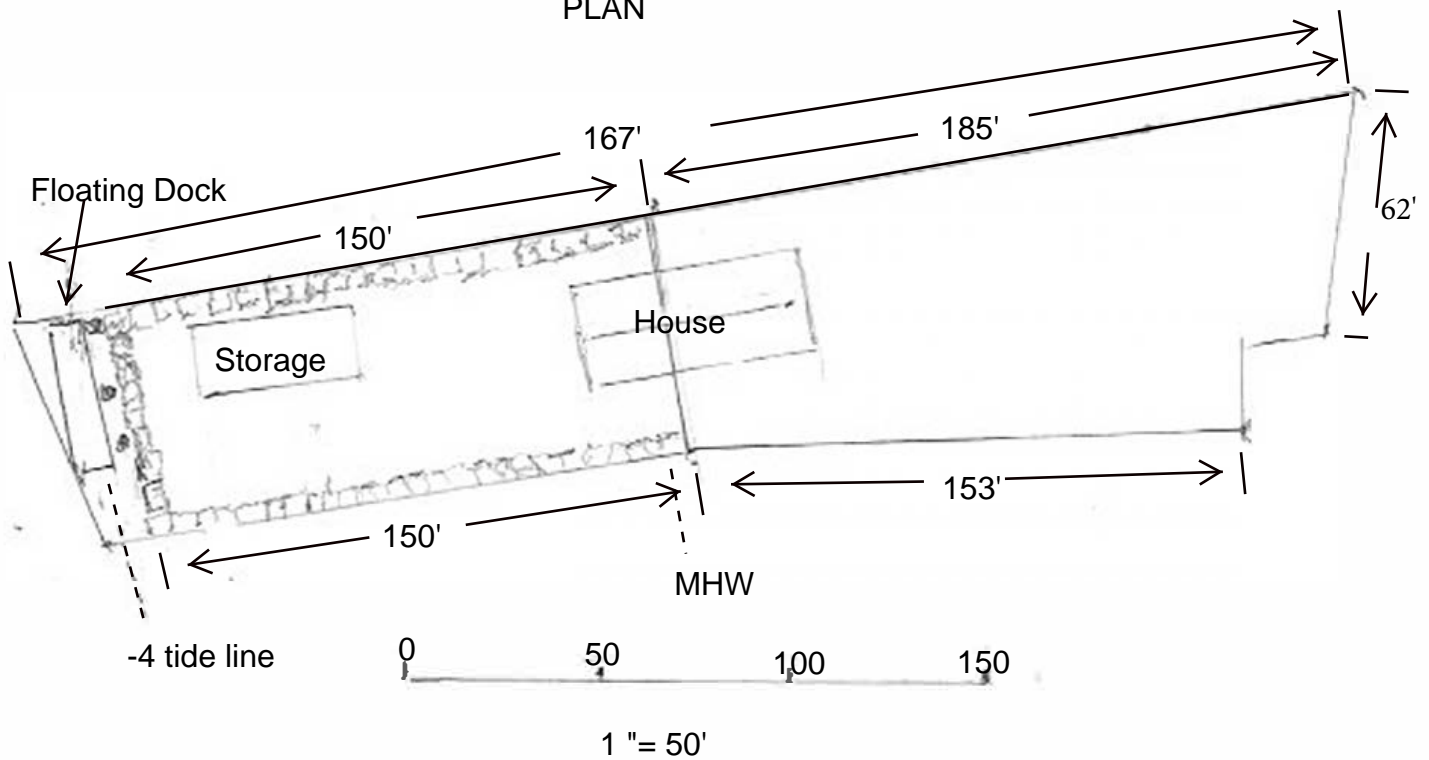 PLAN
167'
185'
Floating Dock
62'
150'
House
Storage
153'
150'
MHW
-4 tide line
0 50 100 150
1 "= 50'